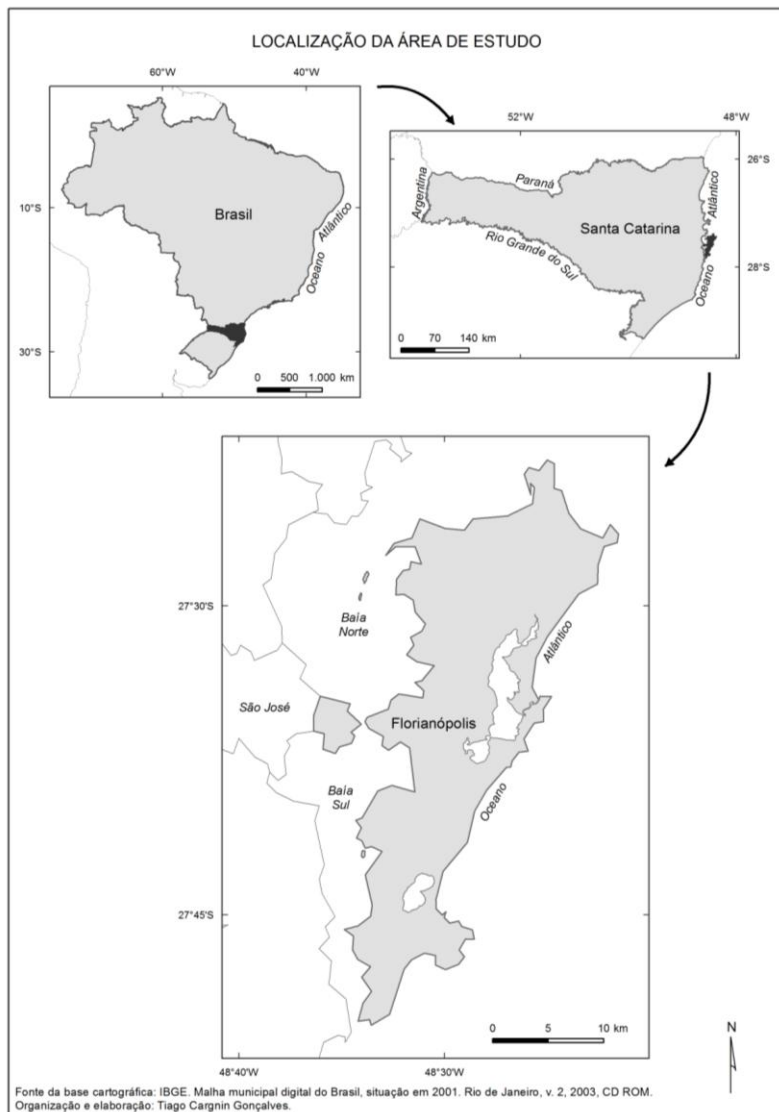 LOCALIZAÇÃO DA ÁREA DE ESTUDO
60°W 40°W
10°S
30°S
Brasil
Oceano Atlântico
0 500 1.000 km
52°W 48°W
26°S
28°S
Argentina
Paraná
Santa Catarina
Rio Grande do Sul
Oceano Atlântico
0 70 140 km
27°30'S
27°45'S
Baía
Norte
São José
Florianópolis
Baía
Sul
Oceano Atlântico
0 5 10 km
48°40'W 48°30'W
N
Fonte da base cartográfica: IBGE. Malha municipal digital do Brasil, situação em 2001. Rio de Janeiro, v. 2, 2003, CD ROM.
Organização e elaboração: Tiago Cargnin Gonçalves.